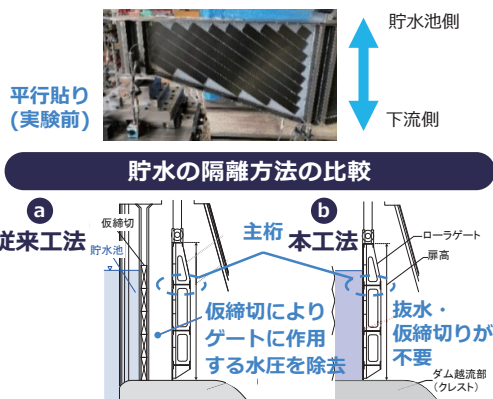 貯水池側
平行貼り
(実験前)
下流側
貯水の隔離方法の比較
a
従来工法
仮締切
貯水池
主桁
b
本工法
ローラゲート
扉高
仮締切により
ゲートに作用
する水圧を除去
抜水・
仮締切りが
不要
ダム越流部
(クレスト)